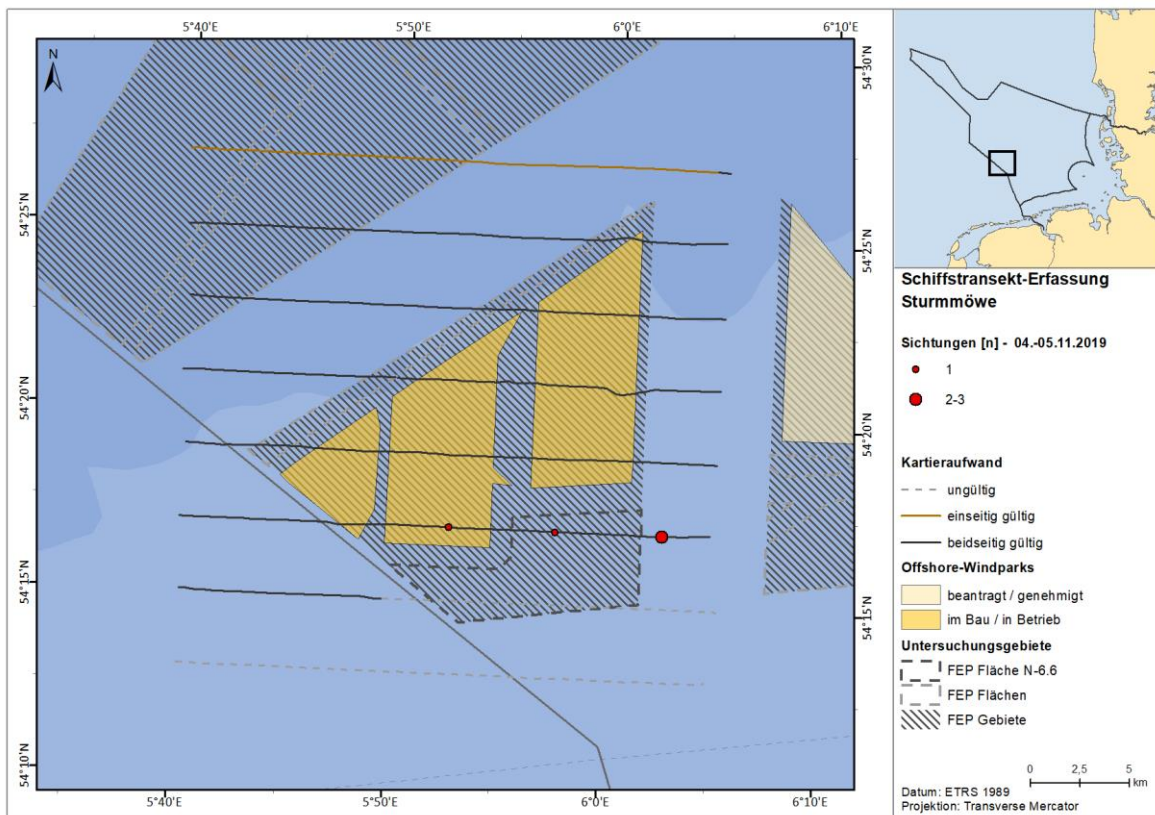 5°40'E 5°50'E 6°0'E 6°10'E
N
54°30'N
54°25'N
54°25'N
54°20'N
54°20'N
54°15'N
54°15'N
54°10'N
5°40'E 5°50'E 6°0'E 6°10'E
Schiffstransekt-Erfassung
Sturmmöwe
Sichtungen [n] - 04.-05.11.2019
1
2-3
Kartieraufwand
ungültig
einseitig gültig
beidseitig gültig
Offshore-Windparks
beantragt / genehmigt
im Bau / in Betrieb
Untersuchungsgebiete
FEP Fläche N-6.6
FEP Flächen
FEP Gebiete
0 2,5 5
km
Datum: ETRS 1989
Projektion: Transverse Mercator